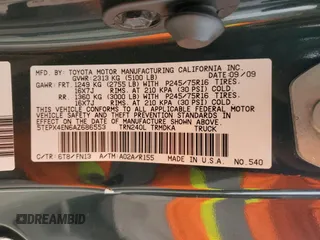 MFD. BY: TOYOTA MOTOR MANUFACTURING CALIFORNIA INC.
GVWR 2313 KG (5100 LB) DATE 09/09
FRT 1249 KG (2755 LB) WITH P245/75R16 TIRES,
16X7J RIMS, AT 210 KPA (30 PSI) COLD.
RR 1360 KG (3000 LB) WITH P245/75R16 TIRES,
16X7J RIMS, AT 210 KPA (30 PSI) COLD.
THIS VEHICLE CONFORMS TO ALL APPLICABLE FEDERAL MOTOR
VEHICLE SAFETY STANDARDS IN EFFECT ON THE DATE OF
MANUFACTURE SHOWN ABOVE.
5TEPX4EN6AZ686553 TRN240L TRMDKA TRUCK
C/TR: 6T8/FN13 A/TM: A02A/R155
MADE IN U.S.A. NO.540
DREAMBID